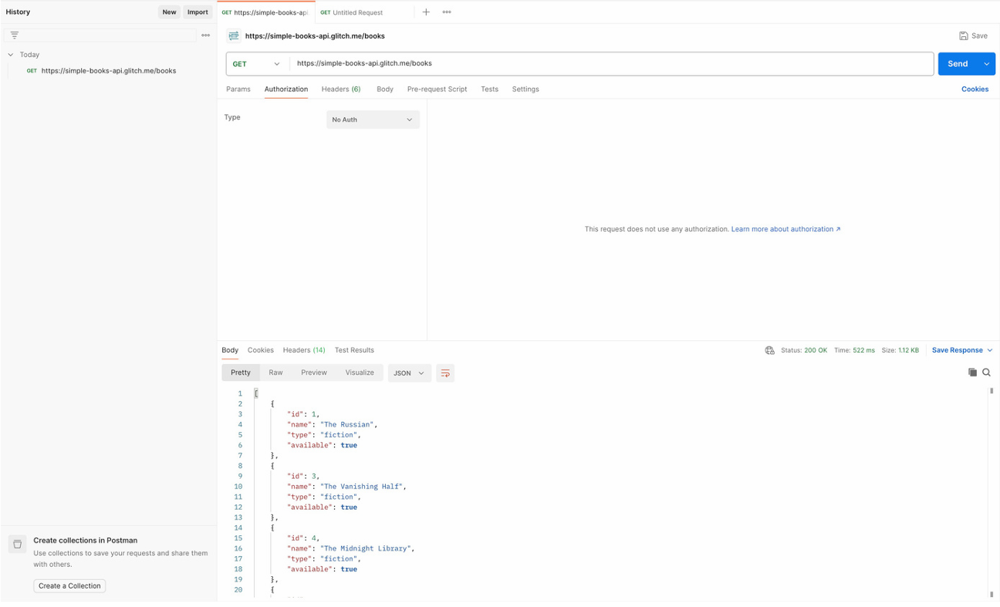 History
New
Import
GET https://simple-books-api.
GET Untitled Request
HTTP
https://simple-books-api.glitch.me/books
Save
Today
GET https://simple-books-api.glitch.me/books
GET
https://simple-books-api.glitch.me/books
Send
Params
Authorization
Headers (6)
Body
Pre-request Script
Tests
Settings
Cookies
Type
No Auth
This request does not use any authorization. Learn more about authorization ↗
Body
Cookies
Headers (14)
Test Results
Status: 200 OK
Time: 522 ms
Size: 1.12 KB
Save Response
Pretty
Raw
Preview
Visualize
JSON
1 [
2 {
3 "id": 1,
4 "name": "The Russian",
5 "type": "fiction",
6 "available": true
7 },
8 {
9 "id": 3,
10 "name": "The Vanishing Half",
11 "type": "fiction",
12 "available": true
13 },
14 {
15 "id": 4,
16 "name": "The Midnight Library",
17 "type": "fiction",
18 "available": true
19 },
20 {
Create collections in Postman
Use collections to save your requests and share them
with others.
Create a Collection